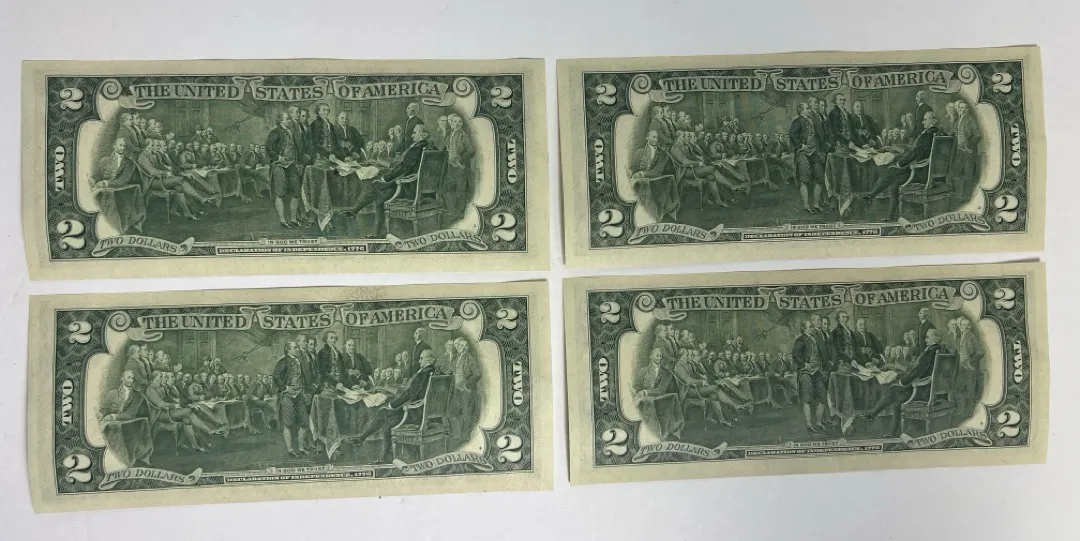 2 THE UNITED STATES OF AMERICA 2
TWO TWO
2 TWO DOLLARS IN GOD WE TRUST TWO DOLLARS 2
DECLARATION OF INDEPENDENCE, 1776
2 THE UNITED STATES OF AMERICA 2
TWO TWO
2 TWO DOLLARS IN GOD WE TRUST TWO DOLLARS 2
DECLARATION OF INDEPENDENCE, 1776
2 THE UNITED STATES OF AMERICA 2
TWO TWO
2 TWO DOLLARS IN GOD WE TRUST TWO DOLLARS 2
DECLARATION OF INDEPENDENCE, 1776
2 THE UNITED STATES OF AMERICA 2
TWO TWO
2 TWO DOLLARS IN GOD WE TRUST TWO DOLLARS 2
DECLARATION OF INDEPENDENCE, 1776